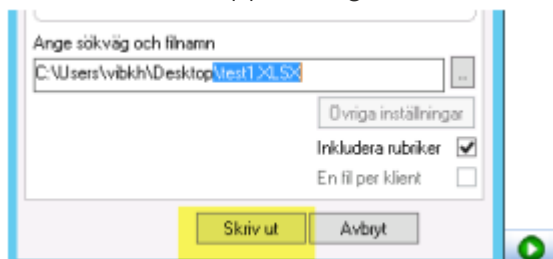 Ange sökväg och filnamn
C:\Users\vibkh\Desktop\test1.XLSX
...
Övriga inställningar
Inkludera rubriker
En fil per klient
Skriv ut
Avbryt